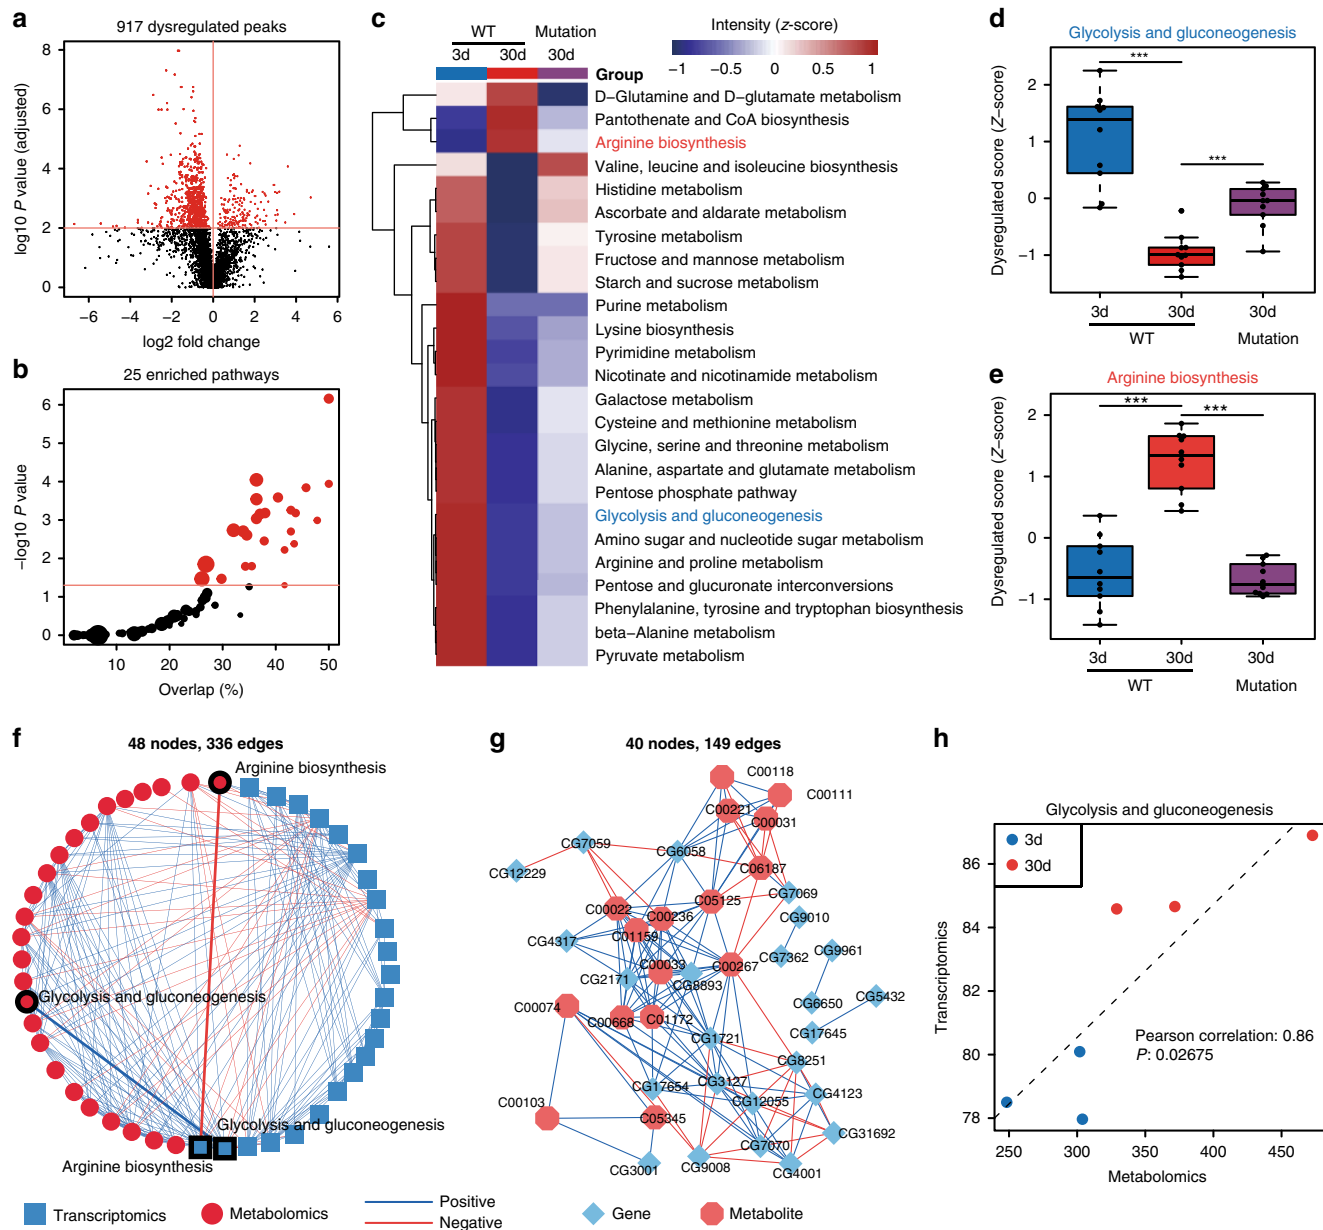 a
917 dysregulated peaks
log10 P value (adjusted)
8
6
4
2
0
−6 −4 −2 0 2 4 6
log2 fold change
b
25 enriched pathways
−log10 P value
6
5
4
3
2
1
0
10 20 30 40 50
Overlap (%)
c
WT Mutation
3d 30d 30d
Intensity (z-score)
−1 −0.5 0 0.5 1
Group
D−Glutamine and D−glutamate metabolism
Pantothenate and CoA biosynthesis
Arginine biosynthesis
Valine, leucine and isoleucine biosynthesis
Histidine metabolism
Ascorbate and aldarate metabolism
Tyrosine metabolism
Fructose and mannose metabolism
Starch and sucrose metabolism
Purine metabolism
Lysine biosynthesis
Pyrimidine metabolism
Nicotinate and nicotinamide metabolism
Galactose metabolism
Cysteine and methionine metabolism
Glycine, serine and threonine metabolism
Alanine, aspartate and glutamate metabolism
Pentose phosphate pathway
Glycolysis and gluconeogenesis
Amino sugar and nucleotide sugar metabolism
Arginine and proline metabolism
Pentose and glucuronate interconversions
Phenylalanine, tyrosine and tryptophan biosynthesis
beta−Alanine metabolism
Pyruvate metabolism
d
Glycolysis and gluconeogenesis
Dysregulated score (Z−score)
2
1
0
−1
***
***
3d 30d 30d
WT Mutation
e
Arginine biosynthesis
Dysregulated score (Z−score)
2
1
0
−1
*** ***
3d 30d 30d
WT Mutation
f
48 nodes, 336 edges
Arginine biosynthesis
Glycolysis and gluconeogenesis
Glycolysis and gluconeogenesis
Arginine biosynthesis
Transcriptomics
Metabolomics
Positive
Negative
g
40 nodes, 149 edges
C00118
C00111
C00221
C00031
CG7059
CG6058
CG12229
C06187
CG7069
C05125
C00022
C00236
CG9010
C01159
CG4317
CG7362
CG9961
C00033
C00267
CG2171
CG8893
C00074
CG6650
CG5432
C00668
C01172
CG17645
CG1721
CG8251
CG17654
CG3127
CG4123
C00103
CG12055
C05345
CG31692
CG7070
CG3001
CG9008
CG4001
Gene
Metabolite
h
Glycolysis and gluconeogenesis
3d
30d
Transcriptomics
86
84
82
80
78
Pearson correlation: 0.86
P: 0.02675
250 300 350 400 450
Metabolomics